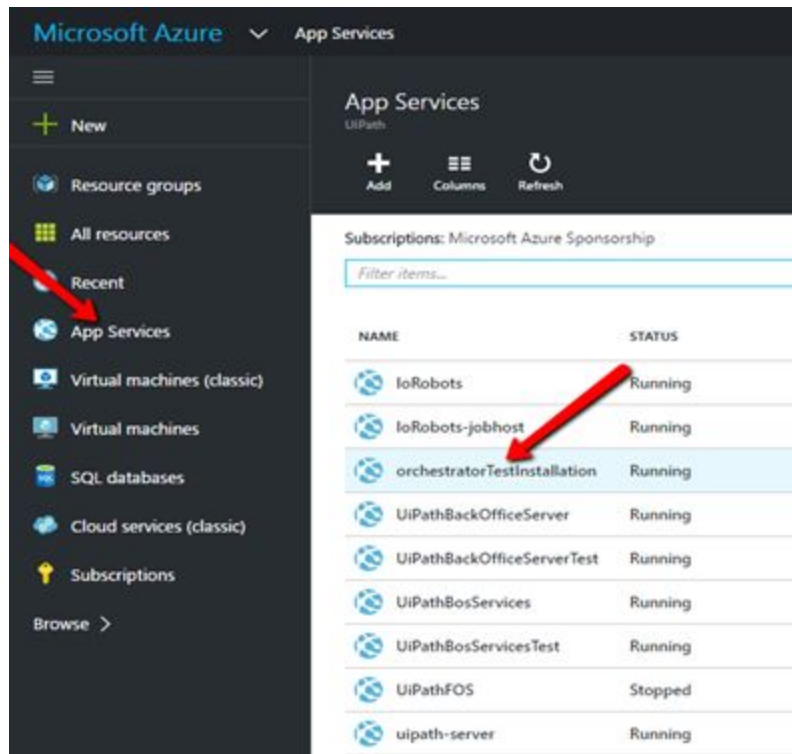 Microsoft Azure App Services
New
Resource groups
All resources
Recent
App Services
Virtual machines (classic)
Virtual machines
SQL databases
Cloud services (classic)
Subscriptions
Browse >
App Services
UiPath
Add Columns Refresh
Subscriptions: Microsoft Azure Sponsorship
Filter items...
NAME STATUS
IoRobots Running
IoRobots-jobhost Running
orchestratorTestInstallation Running
UiPathBackOfficeServer Running
UiPathBackOfficeServerTest Running
UiPathBosServices Running
UiPathBosServicesTest Running
UiPathFOS Stopped
uipath-server Running